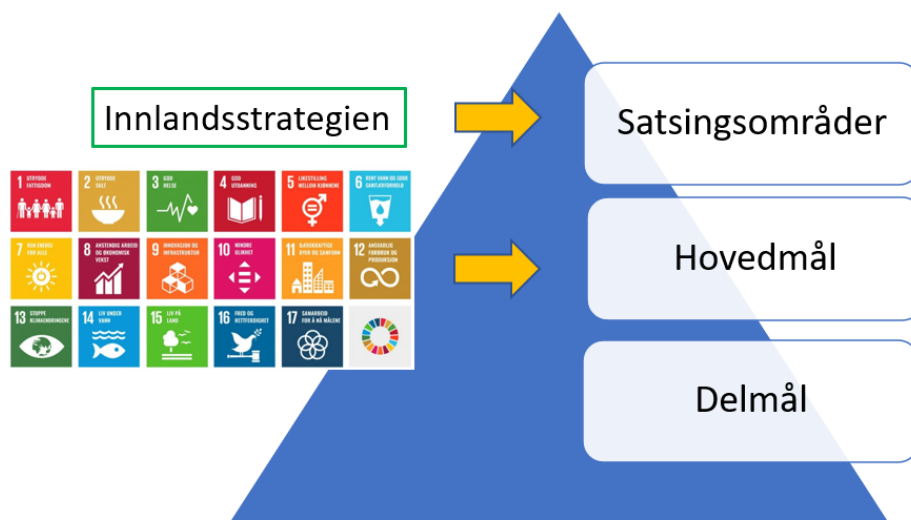 Innlandsstrategien
Satsingsområder
1 UTRYDDE
FATTIGDOM
2 UTRYDDE
SULT
3 GOD
HELSE
4 GOD
UTDANNING
5 LIKESTILLING
MELLOM KJØNNENE
6 RENT VANN OG GODE
SANITÆRFORHOLD
7 REN ENERGI
FOR ALLE
8 ANSTENDIG ARBEID
OG ØKONOMISK
VEKST
9 INNOVASJON OG
INFRASTRUKTUR
10 MINDRE
ULIKHET
11 BÆREKRAFTIGE
BYER OG SAMFUNN
12 ANSVARLIG
FORBRUK OG
PRODUKSJON
Hovedmål
13 STOPPE
KLIMAENDRINGENE
14 LIV UNDER
VANN
15 LIV PÅ
LAND
16 FRED OG
RETTFERDIGHET
17 SAMARBEID
FOR Å NÅ MÅLENE
Delmål